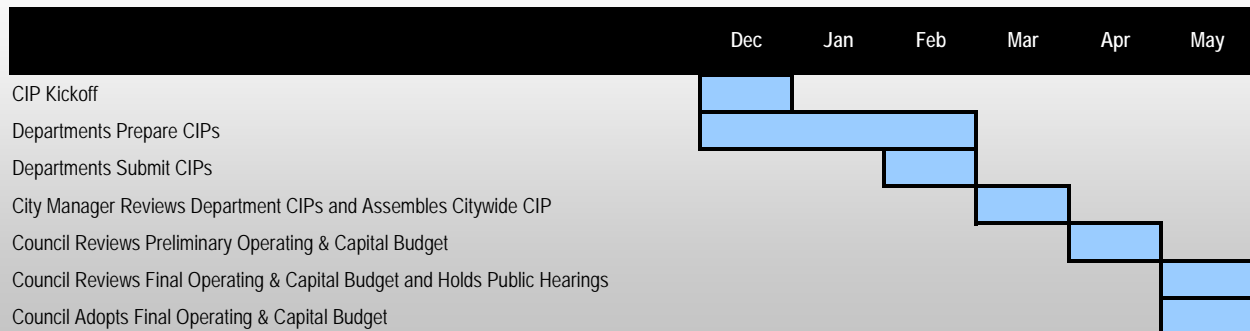 Dec Jan Feb Mar Apr May
CIP Kickoff
Departments Prepare CIPs
Departments Submit CIPs
City Manager Reviews Department CIPs and Assembles Citywide CIP
Council Reviews Preliminary Operating & Capital Budget
Council Reviews Final Operating & Capital Budget and Holds Public Hearings
Council Adopts Final Operating & Capital Budget